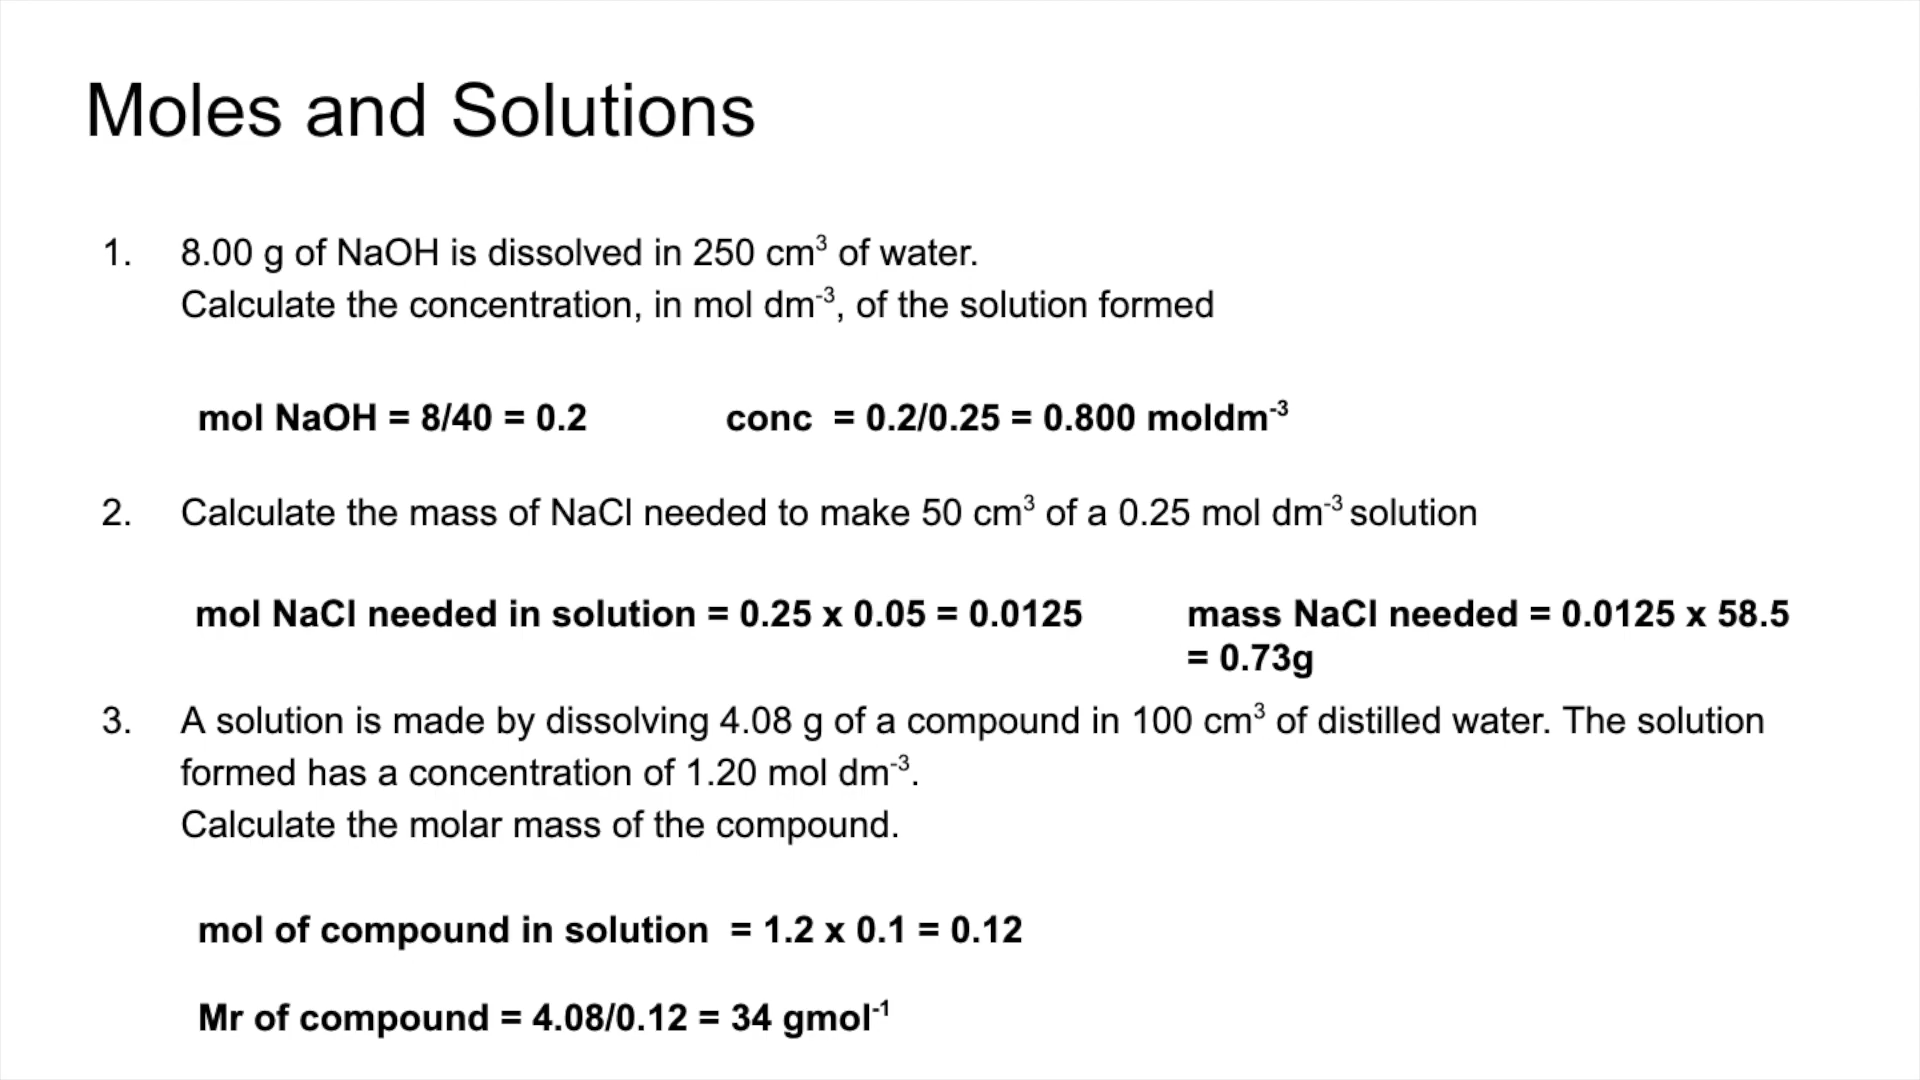 Moles and Solutions
1. 8.00 g of NaOH is dissolved in 250 cm³ of water.
Calculate the concentration, in mol dm⁻³, of the solution formed
mol NaOH = 8/40 = 0.2 conc = 0.2/0.25 = 0.800 moldm⁻³
2. Calculate the mass of NaCl needed to make 50 cm³ of a 0.25 mol dm⁻³ solution
mol NaCl needed in solution = 0.25 x 0.05 = 0.0125 mass NaCl needed = 0.0125 x 58.5
= 0.73g
3. A solution is made by dissolving 4.08 g of a compound in 100 cm³ of distilled water. The solution
formed has a concentration of 1.20 mol dm⁻³.
Calculate the molar mass of the compound.
mol of compound in solution = 1.2 x 0.1 = 0.12
Mr of compound = 4.08/0.12 = 34 gmol⁻¹